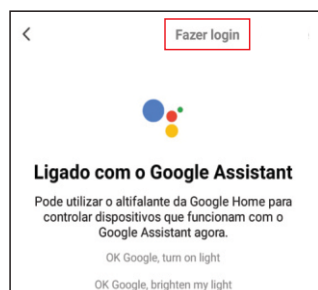 Fazer login
Ligado com o Google Assistant
Pode utilizar o altifalante da Google Home para
controlar dispositivos que funcionam com o
Google Assistant agora.
OK Google, turn on light
OK Google, brighten my light